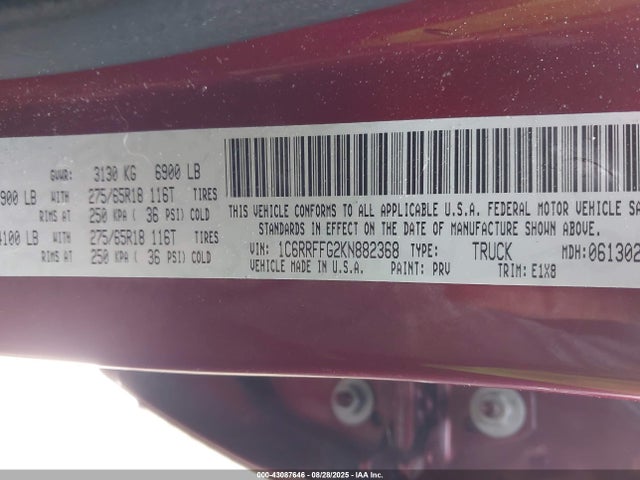 GVWR: 3130 KG 6900 LB
900 LB WITH 275/65R18 116T TIRES
RIMS AT 250 KPA ( 36 PSI) COLD
4100 LB WITH 275/65R18 116T TIRES
RIMS AT 250 KPA ( 36 PSI) COLD
THIS VEHICLE CONFORMS TO ALL APPLICABLE U.S.A. FEDERAL MOTOR VEHICLE SA
STANDARDS IN EFFECT ON THE DATE OF MANUFACTURE SHOWN ABOVE.
VIN: 1C6RRFFG2KN882368 TYPE: TRUCK MDH: 061302
VEHICLE MADE IN U.S.A. PAINT: PRV TRIM: E1X8
000-43087646 - 08/28/2025 - IAA Inc.